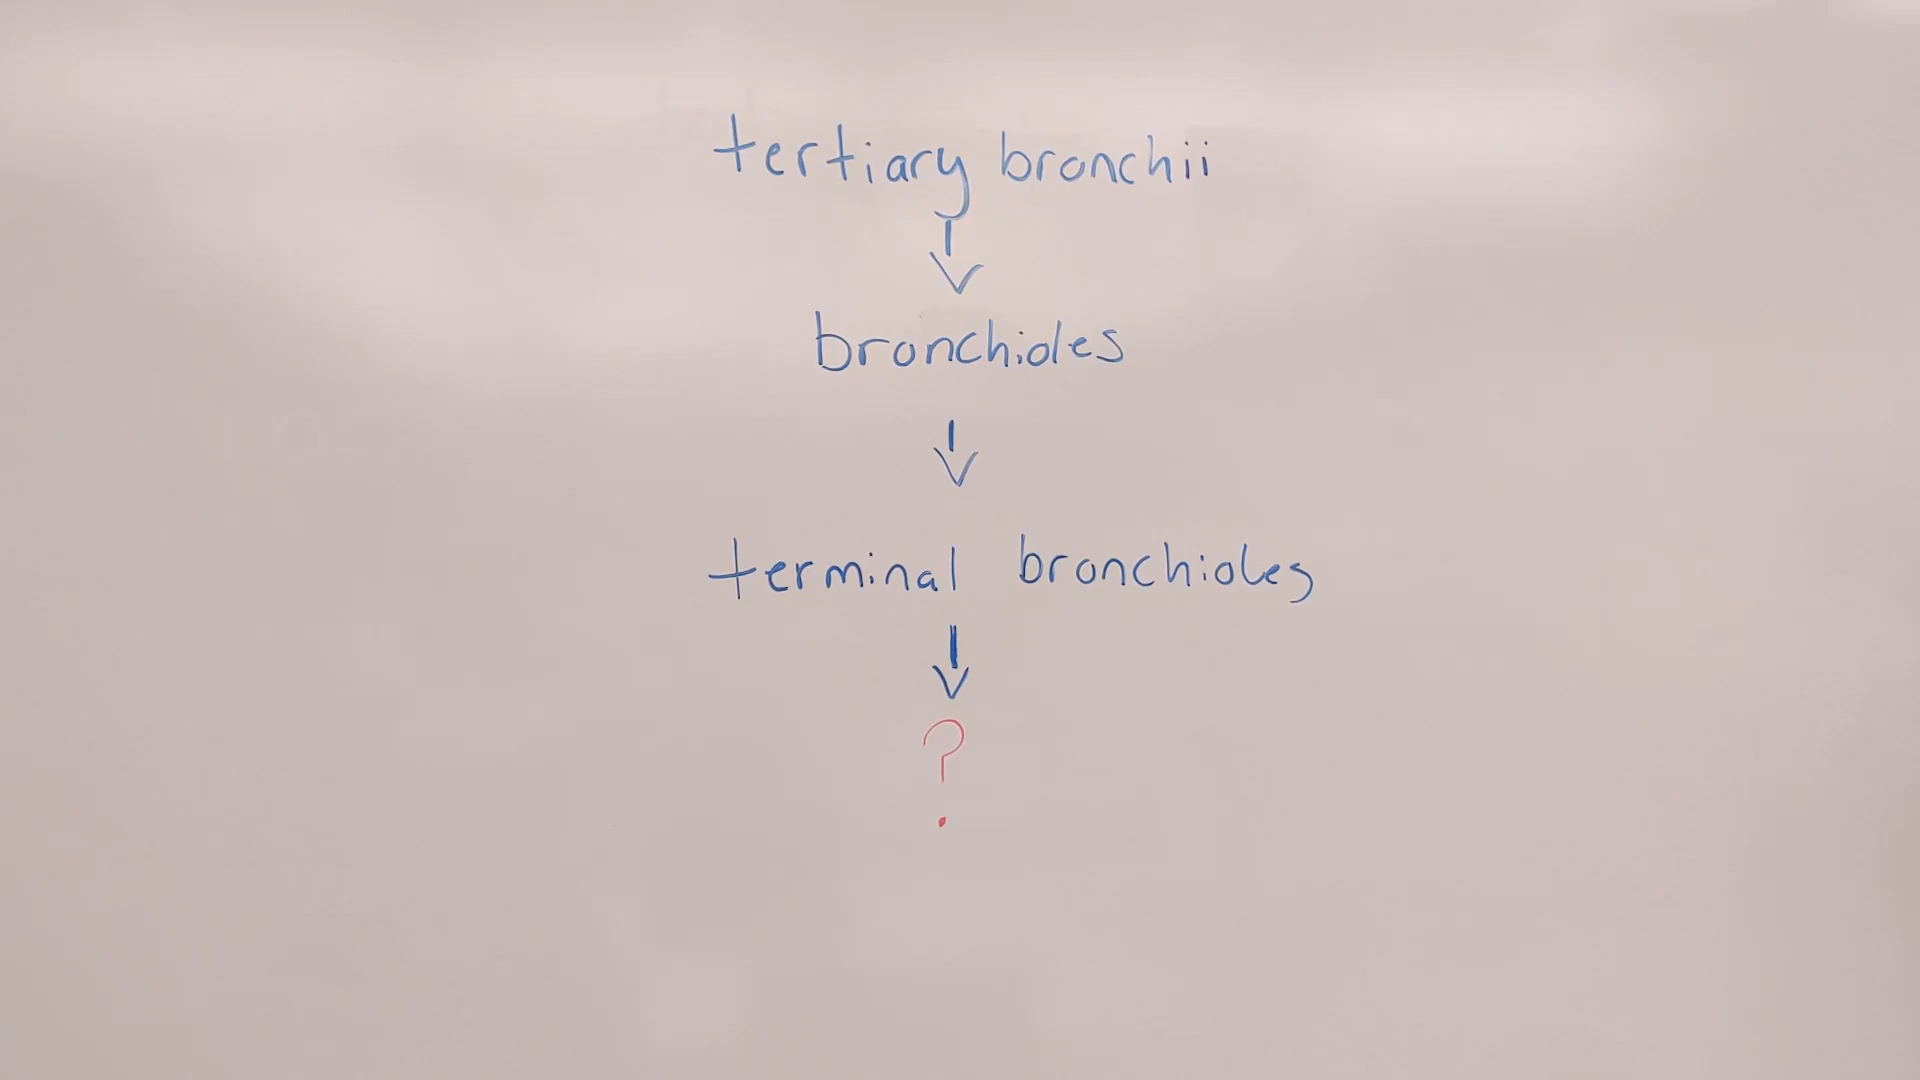 tertiary bronchii
↓
bronchioles
↓
terminal bronchioles
↓
?